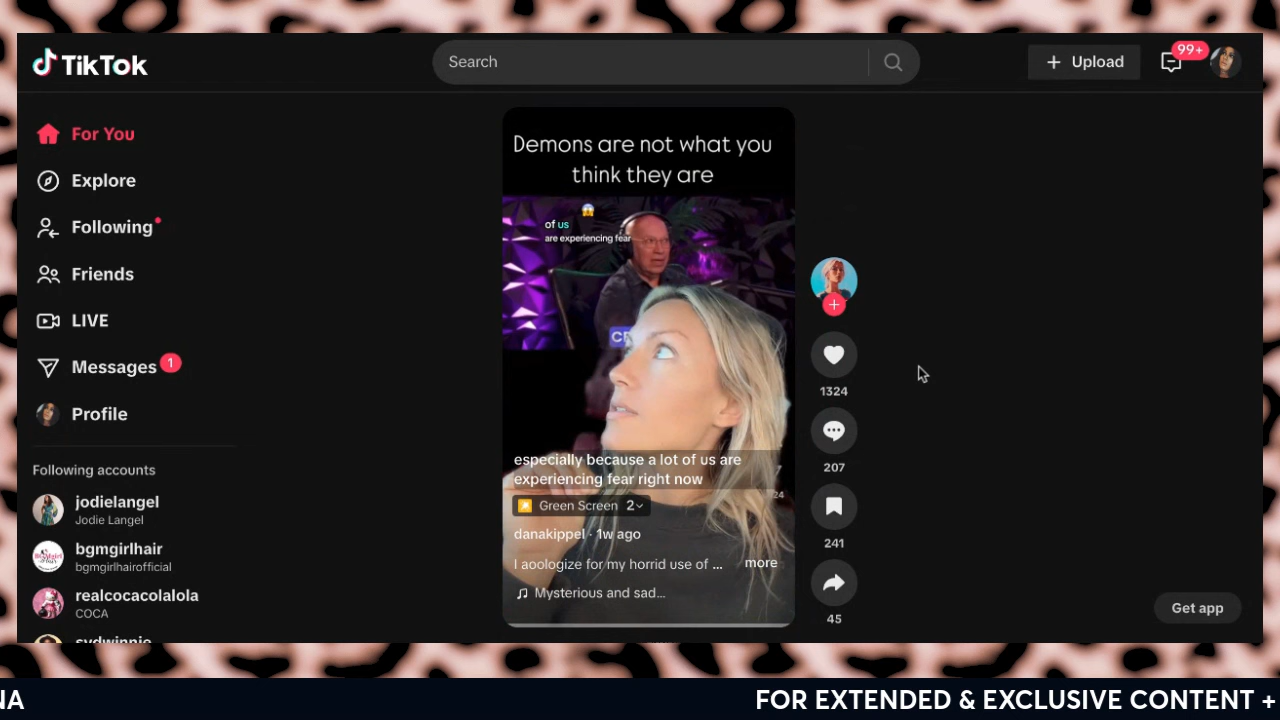 TikTok
Search
Upload
99+
For You
Explore
Following
Friends
LIVE
Messages
1
Profile
Following accounts
jodielangel
Jodie Langel
bgmgirlhair
bgmgirlhairofficial
realcocacolalola
COCA
sydwinnie
Demons are not what you
think they are
of us
are experiencing fear
especially because a lot of us are
experiencing fear right now
24
Green Screen 2
danakippel · 1w ago
I aoologize for my horrid use of ... more
Mysterious and sad...
1324
207
241
45
Get app
NA
FOR EXTENDED & EXCLUSIVE CONTENT +